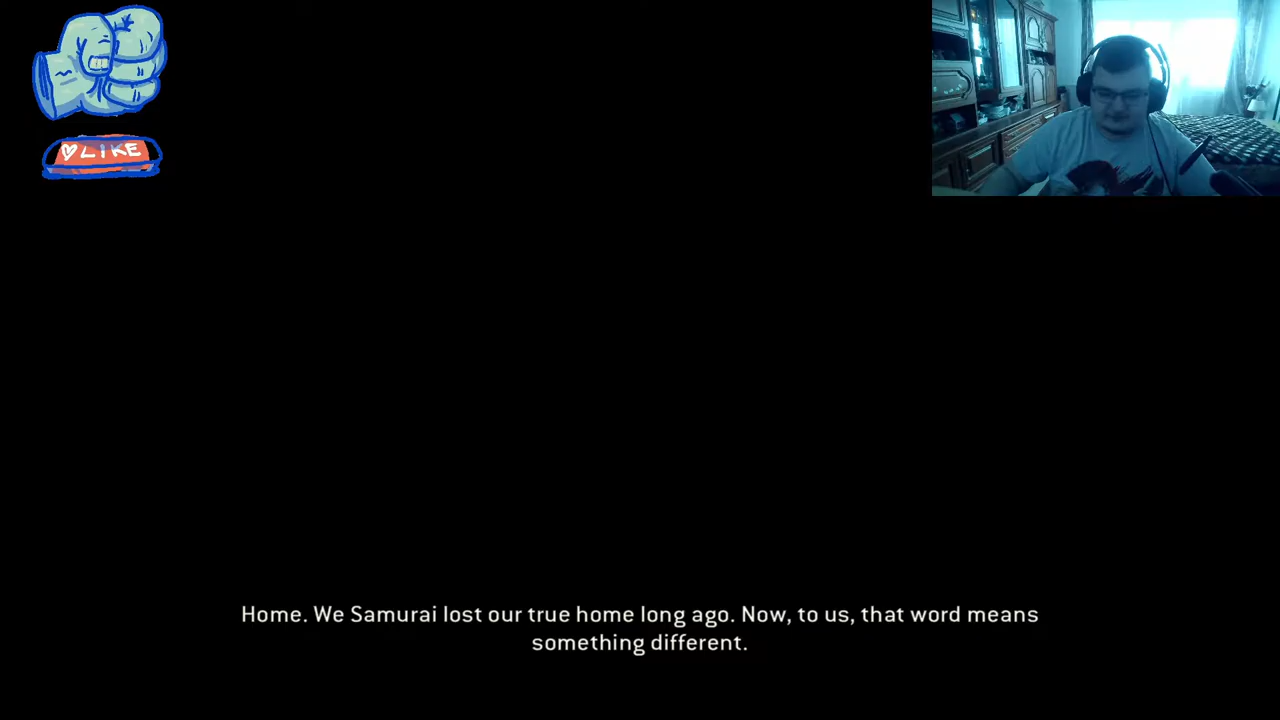 LIKE
Home. We Samurai lost our true home long ago. Now, to us, that word means
something different.